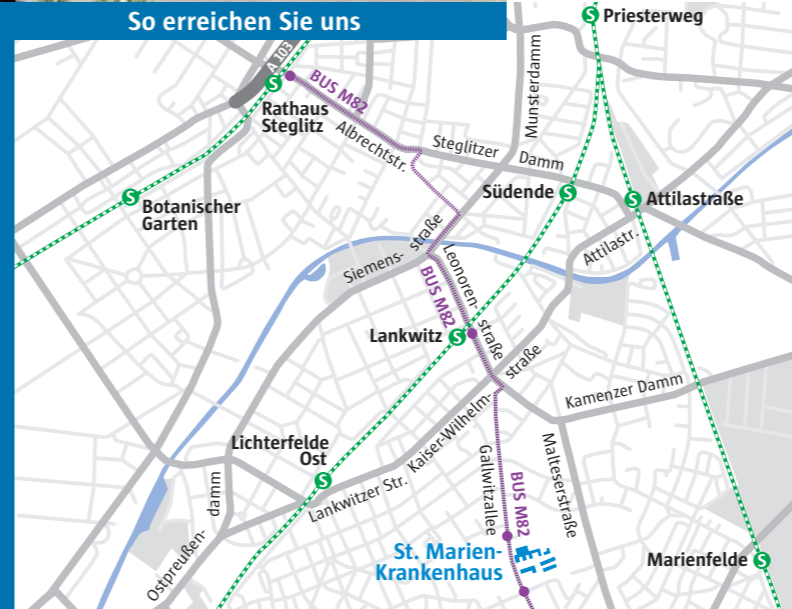 So erreichen Sie uns
S Priesterweg
A 103
S
BUS M82
Rathaus
Steglitz
Albrechtstr.
Steglitzer Damm
Munsterdamm
S
Botanischer
Garten
Südende S
S Attilastraße
Siemens-
straße
Attilastr.
Leonoren-
straße
BUS M82
Lankwitz S
Kaiser-Wilhelm-
straße
Kamenzer Damm
Lichterfelde
Ost
S
Lankwitzer Str.
Gallwitzallee
BUS M82
Malteserstraße
Ostpreußen-
damm
St. Marien-
Krankenhaus
Marienfelde S